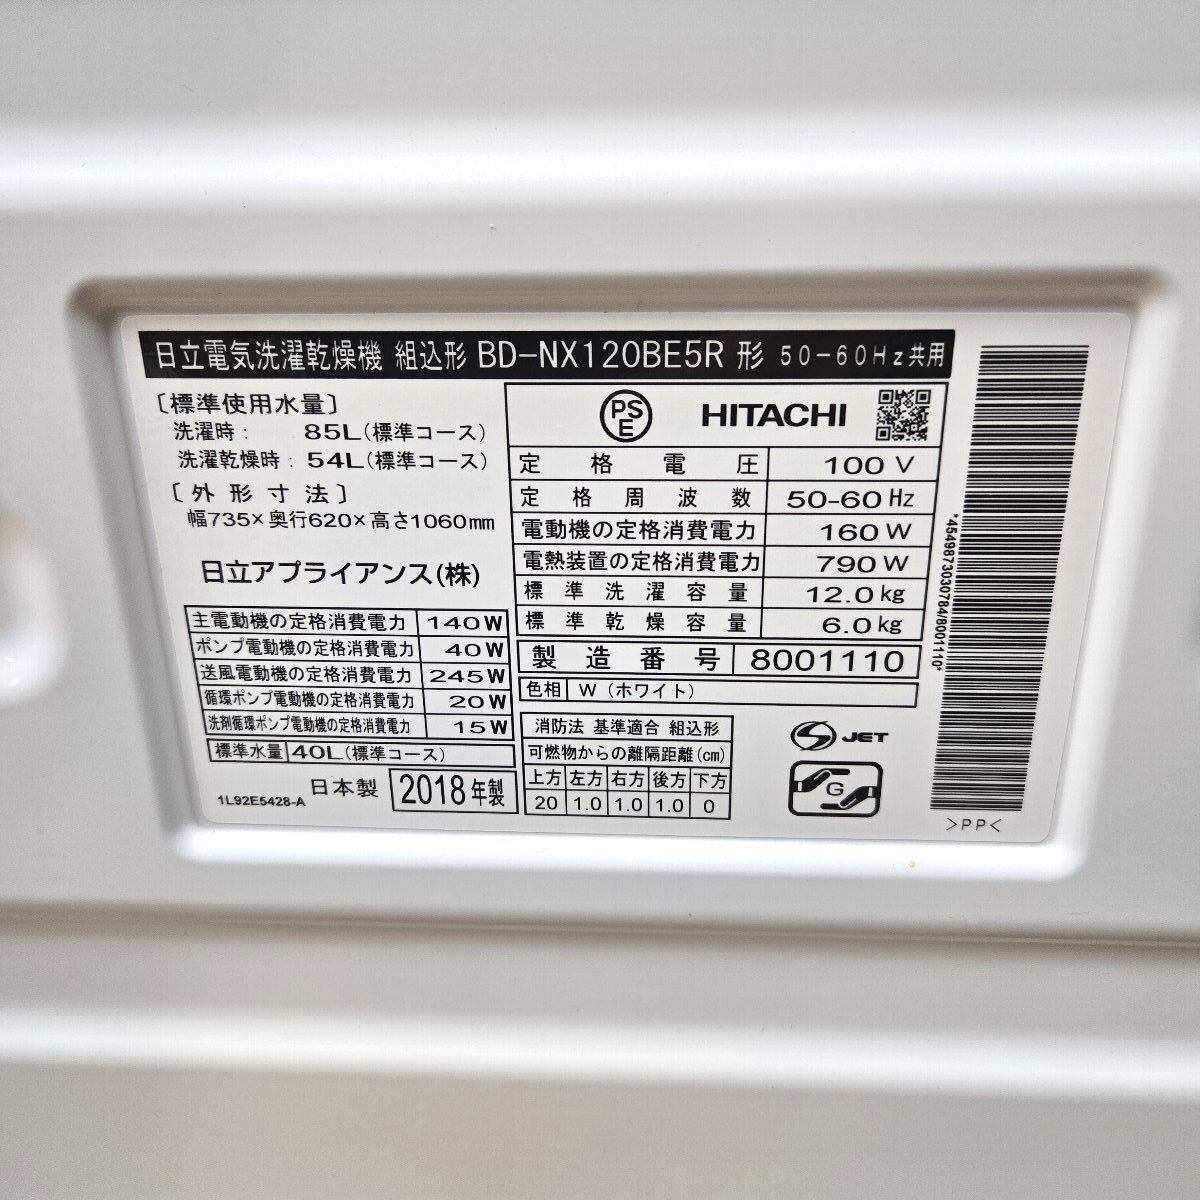 日立電気洗濯乾燥機 組込形 BD-NX120BE5R 形 50-60Hz共用
〔標準使用水量〕
洗濯時： 85L(標準コース)
洗濯乾燥時： 54L(標準コース)
〔外形寸法〕
幅735×奥行620×高さ1060mm
日立アプライアンス(株)
主電動機の定格消費電力 140W
ポンプ電動機の定格消費電力 40W
送風電動機の定格消費電力 245W
循環ポンプ電動機の定格消費電力 20W
洗剤循環ポンプ電動機の定格消費電力 15W
標準水量 40L(標準コース)
1L92E5428-A 日本製 2018年製
PSE HITACHI
定格電圧 100 V
定格周波数 50-60 Hz
電動機の定格消費電力 160 W
電熱装置の定格消費電力 790 W
標準洗濯容量 12.0 kg
標準乾燥容量 6.0 kg
製造番号 8001110
色相 W (ホワイト)
消防法 基準適合 組込形
可燃物からの離隔距離(cm)
上方 左方 右方 後方 下方
20 1.0 1.0 1.0 0
S JET
G
*4549873030784/8001110*
>PP<